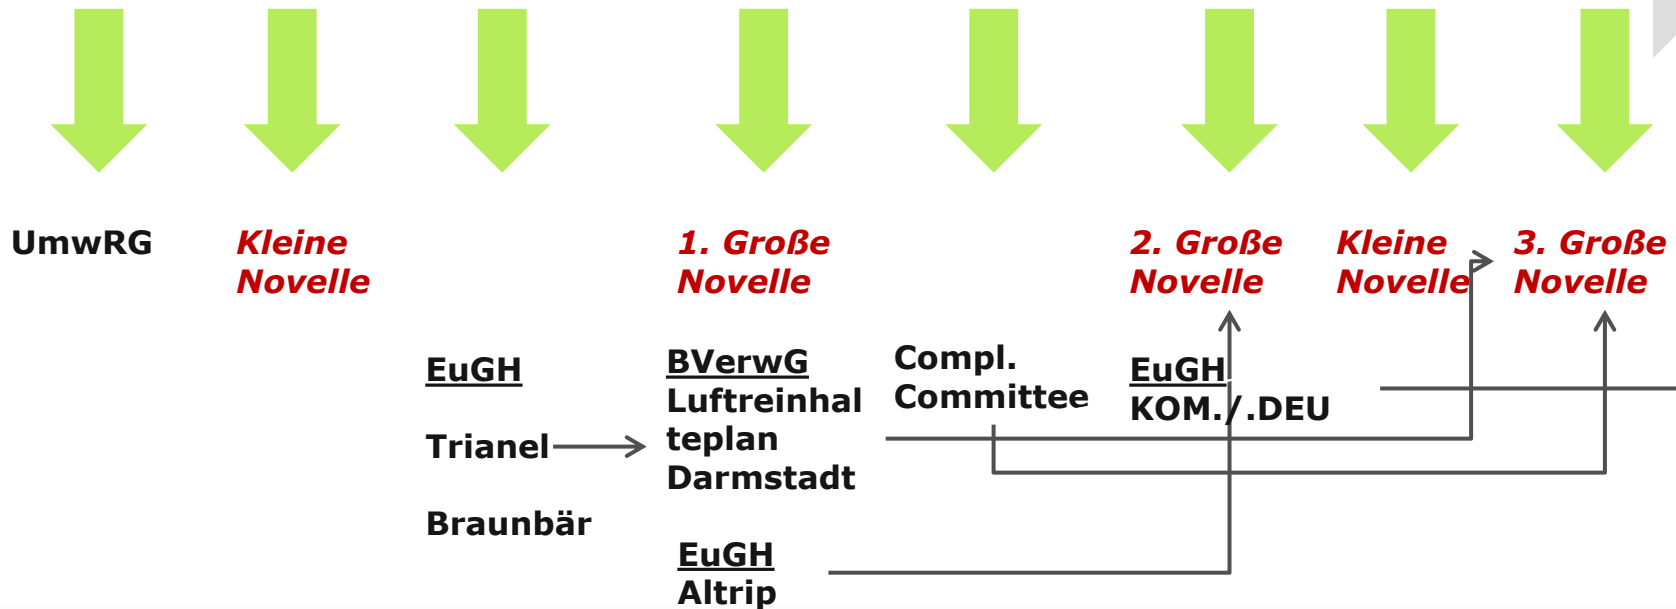 UmwRG
Kleine
Novelle
1. Große
Novelle
2. Große
Novelle
Kleine
Novelle
3. Große
Novelle
EuGH
Trianel
Braunbär
BVerwG
Luftreinhal
teplan
Darmstadt
EuGH
Altrip
Compl.
Committee
EuGH
KOM./.DEU